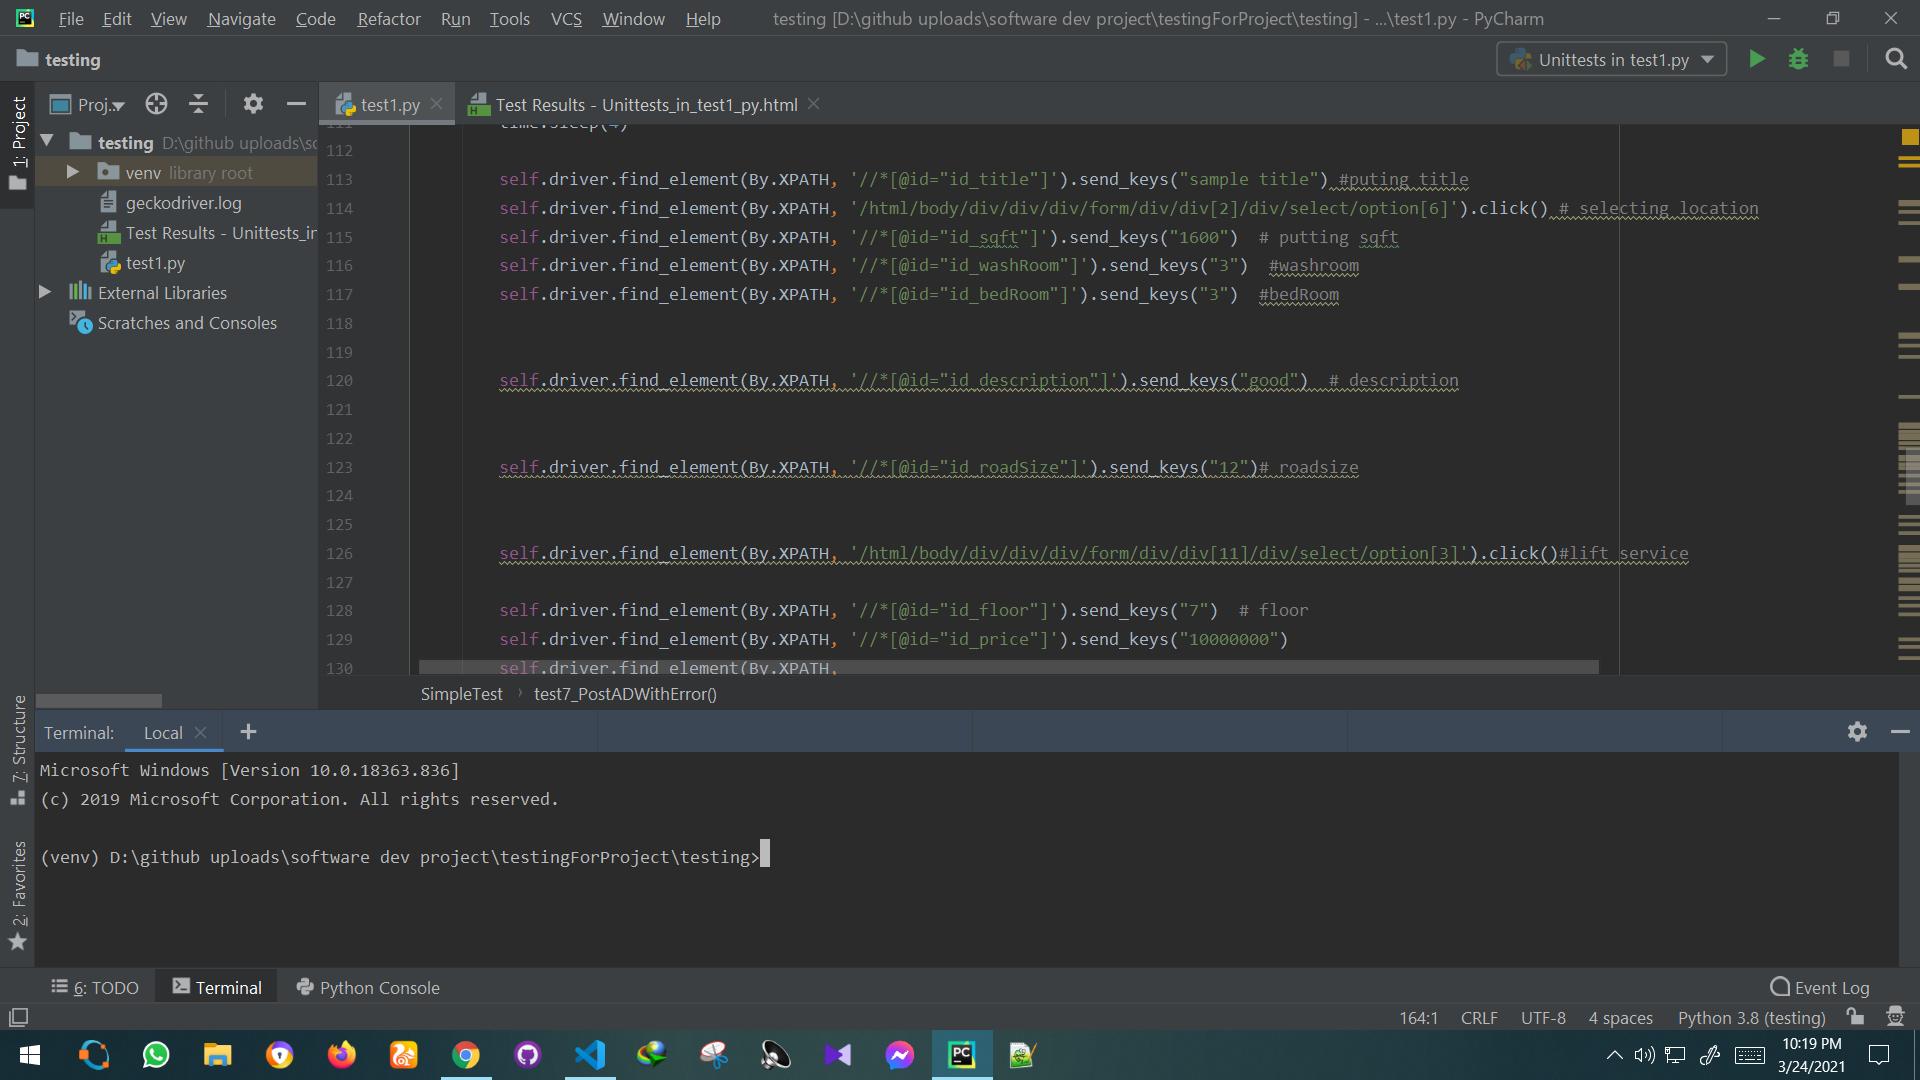 File Edit View Navigate Code Refactor Run Tools VCS Window Help testing [D:\github uploads\software dev project\testingForProject\testing] - ...\test1.py - PyCharm
testing
Unittests in test1.py
1: Project
Proj..
test1.py
Test Results - Unittests_in_test1_py.html
testing D:\github uploads\so
venv library root
geckodriver.log
Test Results - Unittests_in
test1.py
External Libraries
Scratches and Consoles
111 time.sleep(4)
112
113 self.driver.find_element(By.XPATH, '//*[@id="id_title"]').send_keys("sample title") #puting title
114 self.driver.find_element(By.XPATH, '/html/body/div/div/div/form/div/div[2]/div/select/option[6]').click() # selecting location
115 self.driver.find_element(By.XPATH, '//*[@id="id_sqft"]').send_keys("1600")  # putting sqft
116 self.driver.find_element(By.XPATH, '//*[@id="id_washRoom"]').send_keys("3")  #washroom
117 self.driver.find_element(By.XPATH, '//*[@id="id_bedRoom"]').send_keys("3")  #bedRoom
118
119
120 self.driver.find_element(By.XPATH, '//*[@id="id_description"]').send_keys("good")  # description
121
122
123 self.driver.find_element(By.XPATH, '//*[@id="id_roadSize"]').send_keys("12")# roadsize
124
125
126 self.driver.find_element(By.XPATH, '/html/body/div/div/div/form/div/div[11]/div/select/option[3]').click()#lift service
127
128 self.driver.find_element(By.XPATH, '//*[@id="id_floor"]').send_keys("7")  # floor
129 self.driver.find_element(By.XPATH, '//*[@id="id_price"]').send_keys("10000000")
130 self.driver.find_element(By.XPATH,
SimpleTest › test7_PostADWithError()
7: Structure
2: Favorites
Terminal: Local
Microsoft Windows [Version 10.0.18363.836]
(c) 2019 Microsoft Corporation. All rights reserved.
(venv) D:\github uploads\software dev project\testingForProject\testing>
6: TODO Terminal Python Console Event Log
164:1 CRLF UTF-8 4 spaces Python 3.8 (testing)
10:19 PM
3/24/2021